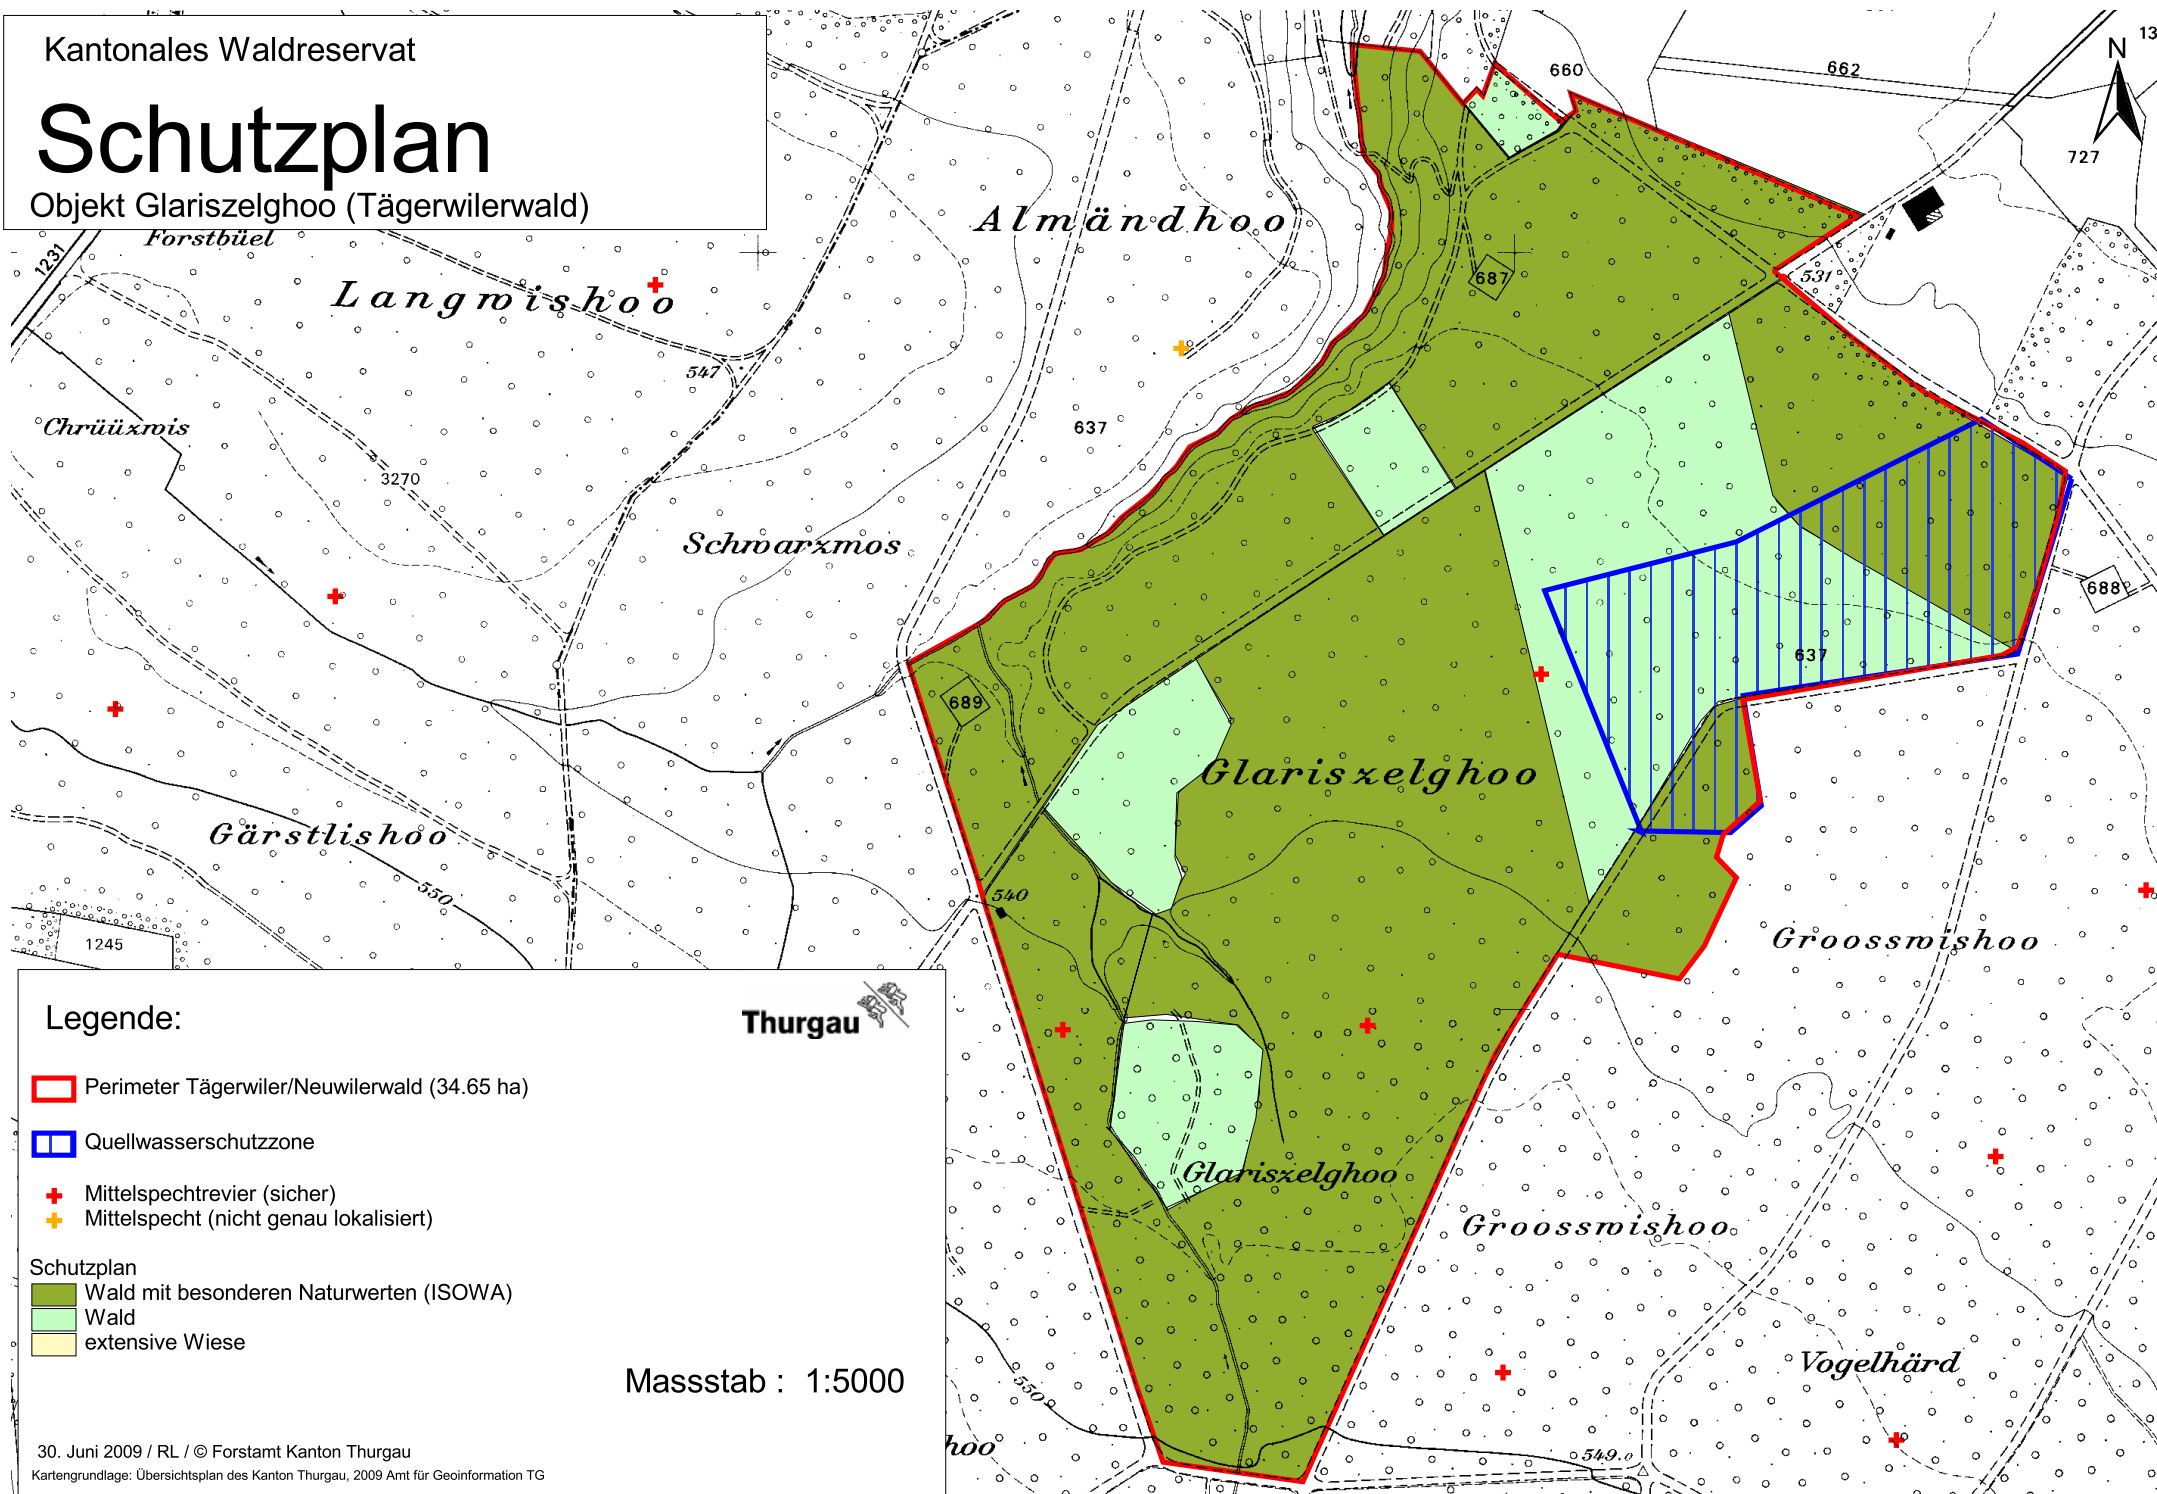 Kantonales Waldreservat
Schutzplan
Objekt Glariszelghoo (Tägerwilerwald)
N
13
660
662
727
Forstbüel
1231
Almändhoo
Langwishoo
687
531
547
637
Chrüüzwis
3270
Schwarzmos
688
637
689
Glariszelghoo
Gärstlishoo
550
540
1245
Groosswishoo
Glariszelghoo
Groosswishoo
Vogelhärd
550
hoo
549.0
Legende:
Thurgau
Perimeter Tägerwiler/Neuwilerwald (34.65 ha)
Quellwasserschutzzone
Mittelspechtrevier (sicher)
Mittelspecht (nicht genau lokalisiert)
Schutzplan
Wald mit besonderen Naturwerten (ISOWA)
Wald
extensive Wiese
Massstab : 1:5000
30. Juni 2009 / RL / © Forstamt Kanton Thurgau
Kartengrundlage: Übersichtsplan des Kanton Thurgau, 2009 Amt für Geoinformation TG